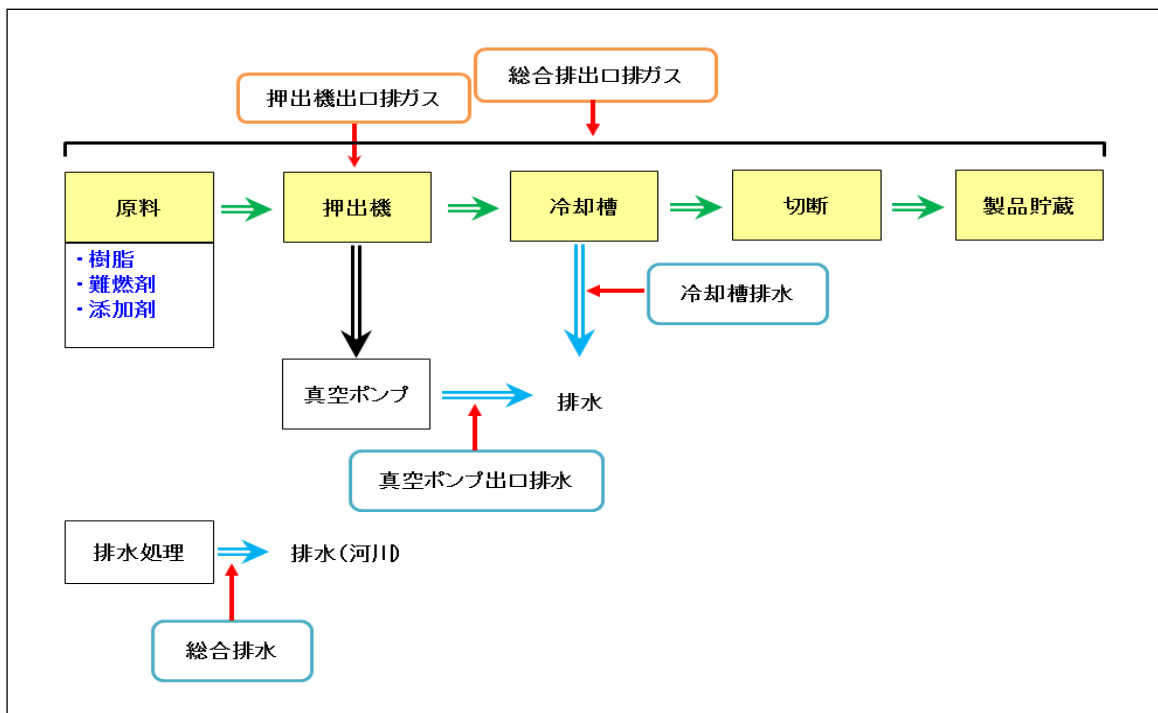 総合排出口排ガス
押出機出口排ガス
原料
押出機
冷却槽
切断
製品貯蔵
・樹脂
・難燃剤
・添加剤
冷却槽排水
真空ポンプ
排水
真空ポンプ出口排水
排水処理
排水(河川)
総合排水